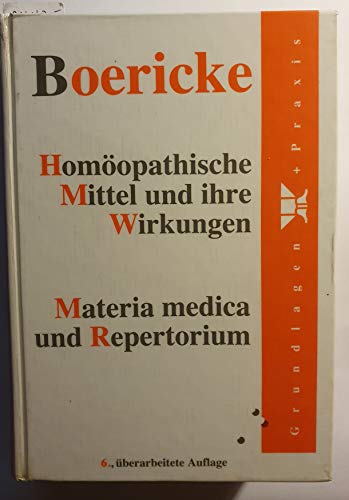 Boericke
Homöopathische
Mittel und ihre
Wirkungen
Materia medica
und Repertorium
6., überarbeitete Auflage
Grundlagen + Praxis